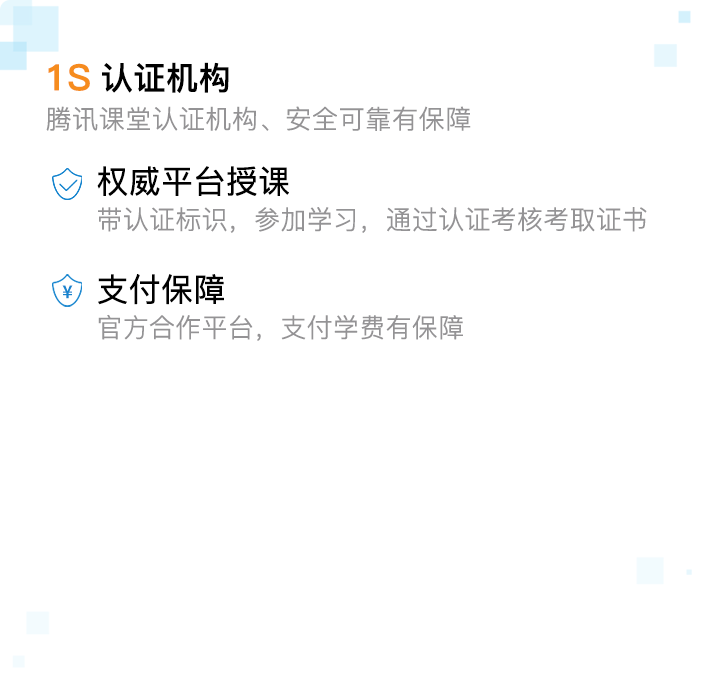 1S 认证机构
腾讯课堂认证机构、安全可靠有保障
权威平台授课
带认证标识，参加学习，通过认证考核考取证书
¥
支付保障
官方合作平台，支付学费有保障